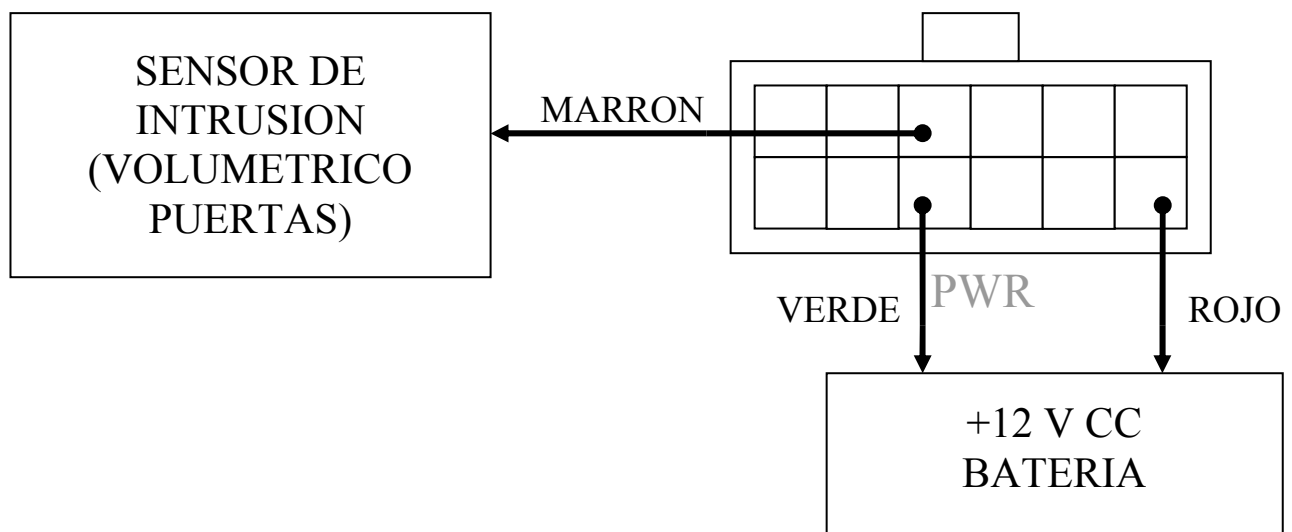 SENSOR DE
INTRUSION
(VOLUMETRICO
PUERTAS)
MARRON
VERDE
PWR
ROJO
+12 V CC
BATERIA